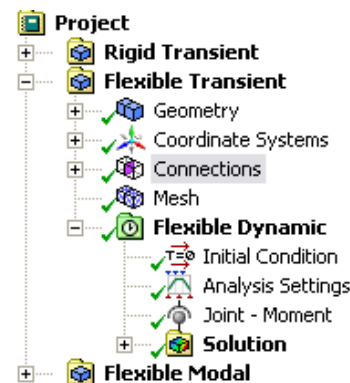 Project
Rigid Transient
Flexible Transient
Geometry
Coordinate Systems
Connections
Mesh
Flexible Dynamic
T=0 Initial Condition
Analysis Settings
Joint - Moment
Solution
Flexible Modal